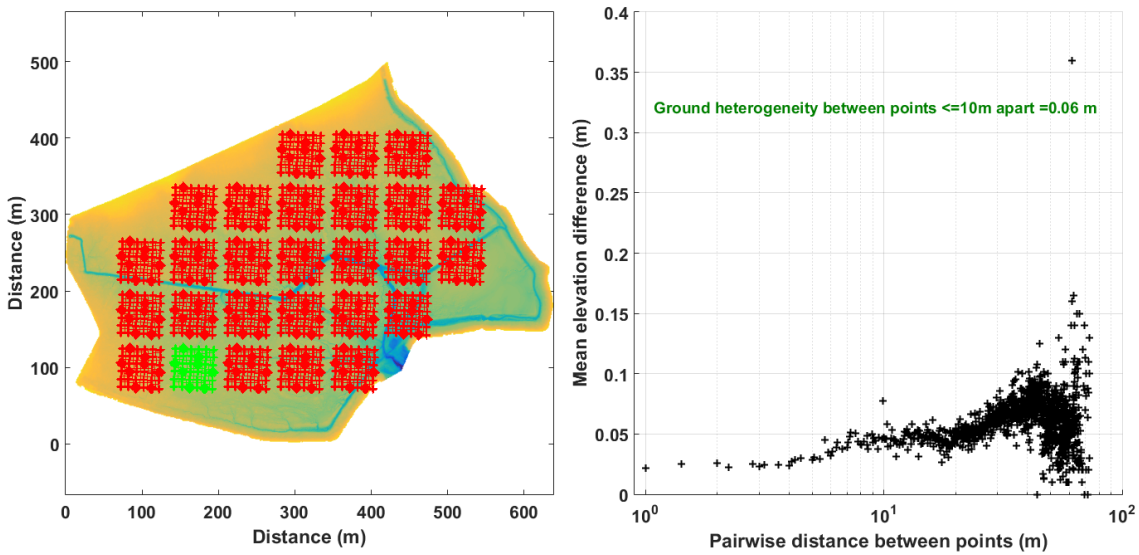 500
400
300
200
100
0
0 100 200 300 400 500 600
Distance (m)
Distance (m)
0.4
0.35
0.3
0.25
0.2
0.15
0.1
0.05
0
Mean elevation difference (m)
Ground heterogeneity between points <=10m apart =0.06 m
10^0 10^1 10^2
Pairwise distance between points (m)